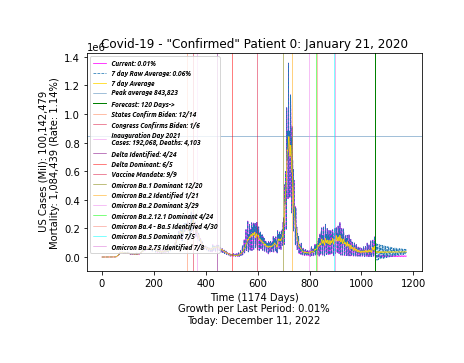 Covid-19 - "Confirmed" Patient 0: January 21, 2020
1e6
1.4
1.2
1.0
0.8
0.6
0.4
0.2
0.0
US Cases (Mil): 100,142,479
Mortality: 1,084,439 (Rate: 1.14%)
Current: 0.01%
7 day Raw Average: 0.06%
7 day Average
Peak average 843,823
Forecast: 120 Days->
States Confirms Biden: 12/14
Congress Confirms Biden: 1/6
Inauguration Day 2021
Cases: 192,068, Deaths: 4,103
Delta Identified: 4/24
Delta Dominant: 6/5
Vaccine Mandate: 9/9
Omicron Ba.1 Dominant 12/20
Omicron Ba.2 Identified 1/21
Omicron Ba.2 Dominant 3/29
Omicron Ba.2.12.1 Dominant 4/24
Omicron Ba.4 - Ba.5 Identified 4/30
Omicron Ba.5 Dominant 7/5
Omicron Ba.2.75 Identified 7/8
0 200 400 600 800 1000 1200
Time (1174 Days)
Growth per Last Period: 0.01%
Today: December 11, 2022